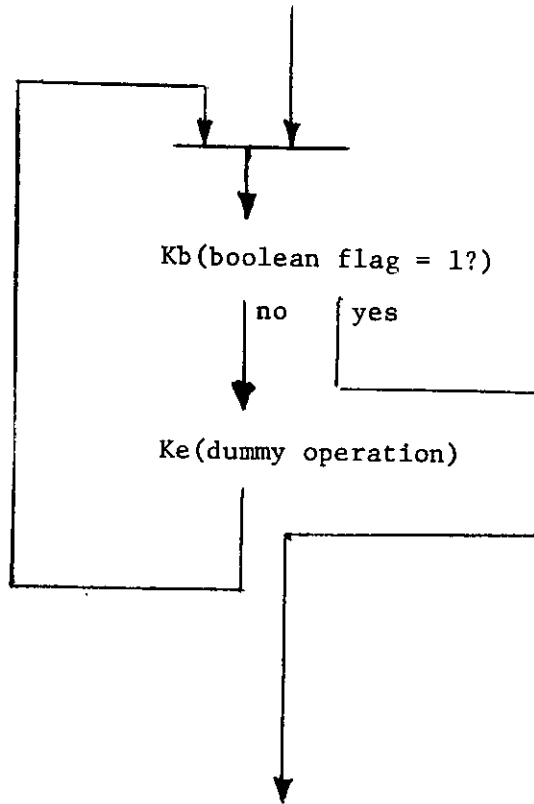 Kb(boolean flag = 1?)
no yes
Ke(dummy operation)